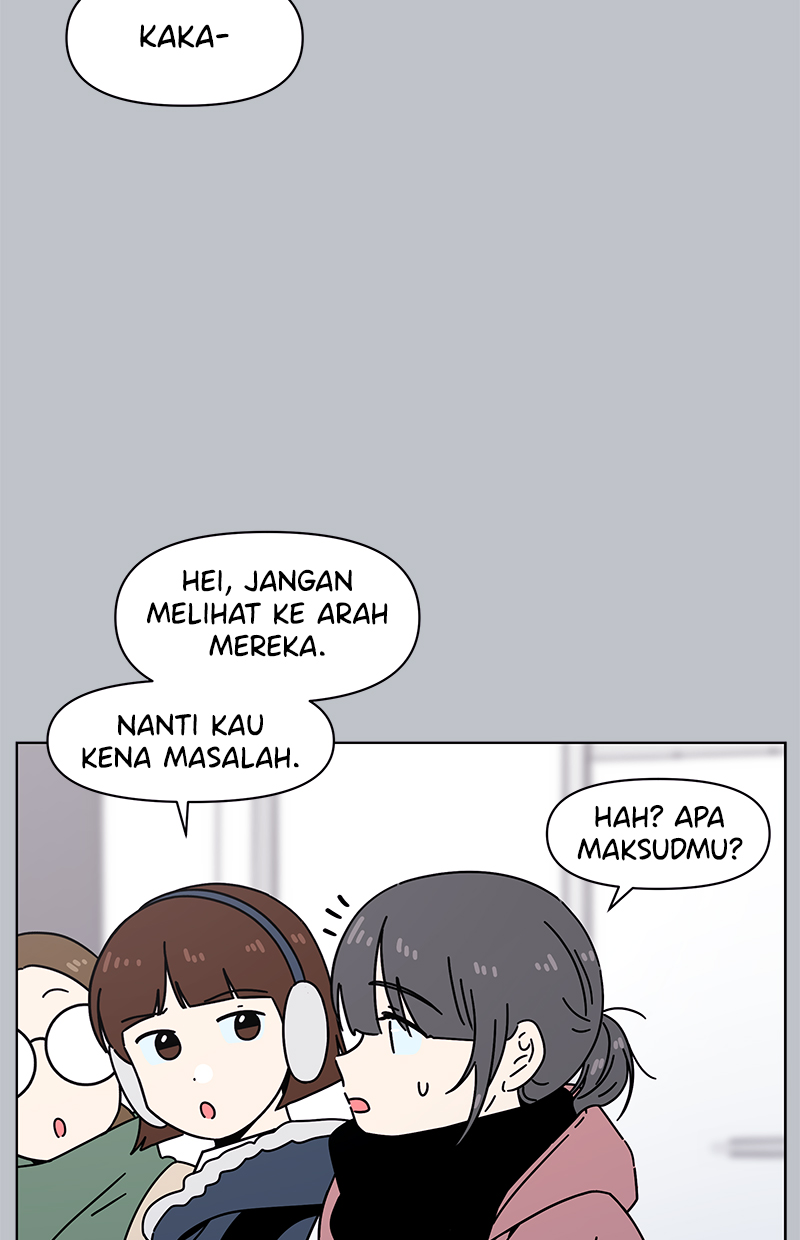 KAKA-
HEI, JANGAN
MELIHAT KE ARAH
MEREKA.
NANTI KAU
KENA MASALAH.
HAH? APA
MAKSUDMU?